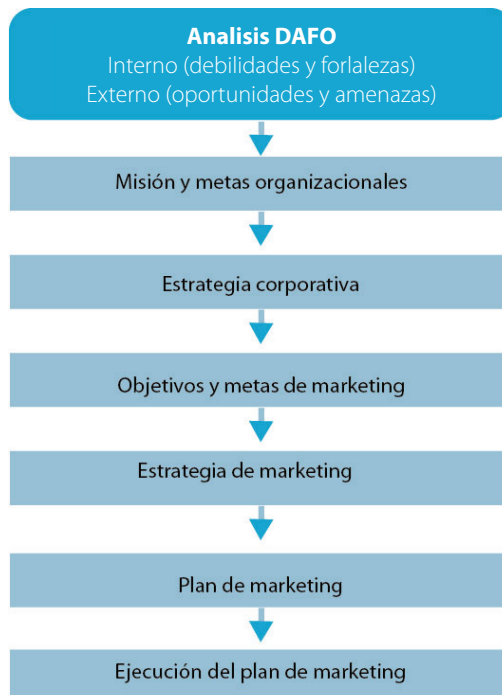 Analisis DAFO
Interno (debilidades y forlalezas)
Externo (oportunidades y amenazas)
Misión y metas organizacionales
Estrategia corporativa
Objetivos y metas de marketing
Estrategia de marketing
Plan de marketing
Ejecución del plan de marketing